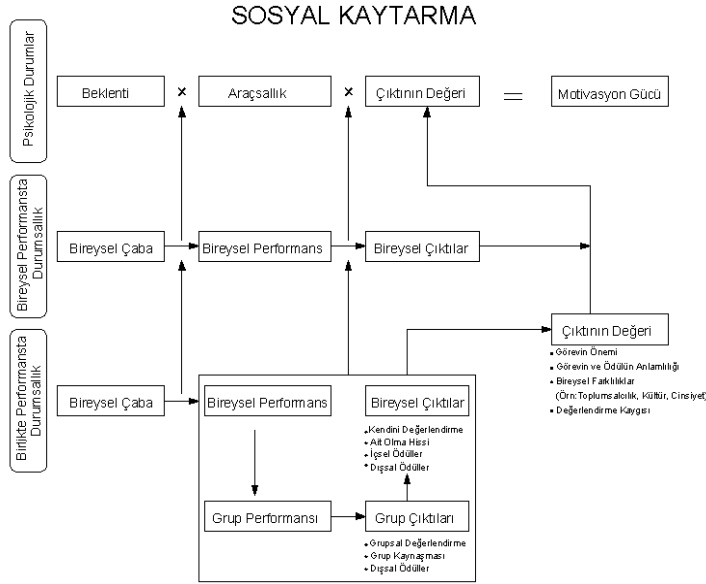 SOSYAL KAYTARMA
Psikolojik Durumlar
Beklenti
×
Araçsallık
×
Çıktının Değeri
=
Motivasyon Gücü
Bireysel Performansta
Durumsallık
Bireysel Çaba
Bireysel Performans
Bireysel Çıktılar
Çıktının Değeri
• Görevin Önemi
• Görevin ve Ödülün Anlamlılığı
• Bireysel Farklılıklar
(Örn:Toplumsalcılık, Kültür, Cinsiyet)
• Değerlendirme Kaygısı
Birlikte Performansta
Durumsallık
Bireysel Çaba
Bireysel Performans
Bireysel Çıktılar
• Kendini Değerlendirme
• Ait Olma Hissi
• İçsel Ödüller
• Dışsal Ödüller
Grup Performansı
Grup Çıktıları
• Grupsal Değerlendirme
• Grup Kaynaşması
• Dışsal Ödüller